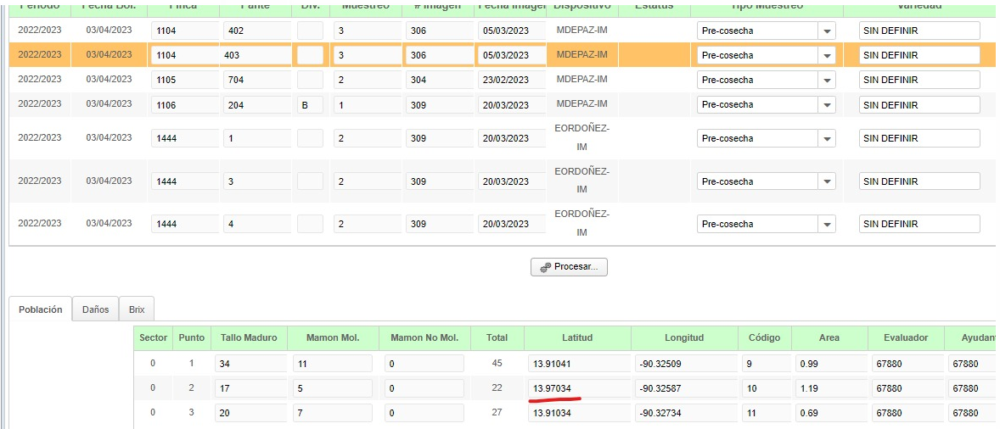 Periodo Fecha Bol. Finca Pante Div. Muestreo # Imagen Fecha Imagen Dispositivo Estatus Tipo Muestreo Variedad
2022/2023 03/04/2023 1104 402 3 306 05/03/2023 MDEPAZ-IM Pre-cosecha SIN DEFINIR
2022/2023 03/04/2023 1104 403 3 306 05/03/2023 MDEPAZ-IM Pre-cosecha SIN DEFINIR
2022/2023 03/04/2023 1105 704 2 304 23/02/2023 MDEPAZ-IM Pre-cosecha SIN DEFINIR
2022/2023 03/04/2023 1106 204 B 1 309 20/03/2023 MDEPAZ-IM Pre-cosecha SIN DEFINIR
2022/2023 03/04/2023 1444 1 2 309 20/03/2023 EORDOÑEZ-IM Pre-cosecha SIN DEFINIR
2022/2023 03/04/2023 1444 3 2 309 20/03/2023 EORDOÑEZ-IM Pre-cosecha SIN DEFINIR
2022/2023 03/04/2023 1444 4 2 309 20/03/2023 EORDOÑEZ-IM Pre-cosecha SIN DEFINIR
Procesar...
Población Daños Brix
Sector Punto Tallo Maduro Mamon Mol. Mamon No Mol. Total Latitud Longitud Código Area Evaluador Ayudan
0 1 34 11 0 45 13.91041 -90.32509 9 0.99 67880 67880
0 2 17 5 0 22 13.97034 -90.32587 10 1.19 67880 67880
0 3 20 7 0 27 13.91034 -90.32734 11 0.69 67880 67880